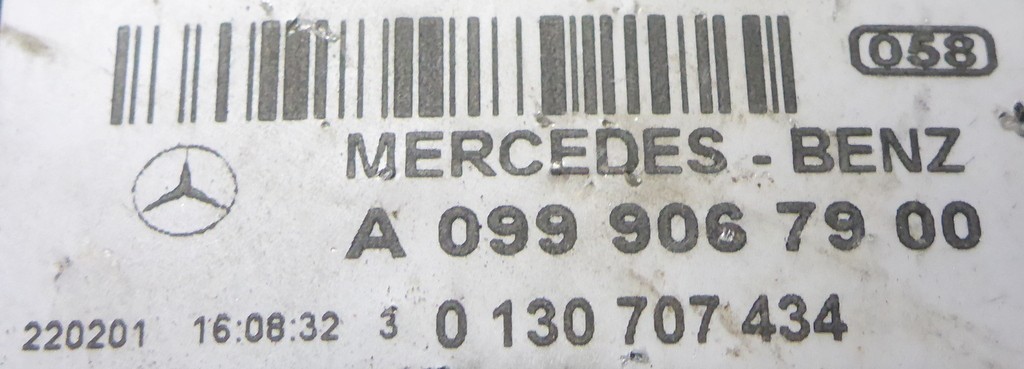 058
MERCEDES - BENZ
A 099 906 79 00
220201 16:08:32 3 0 130 707 434